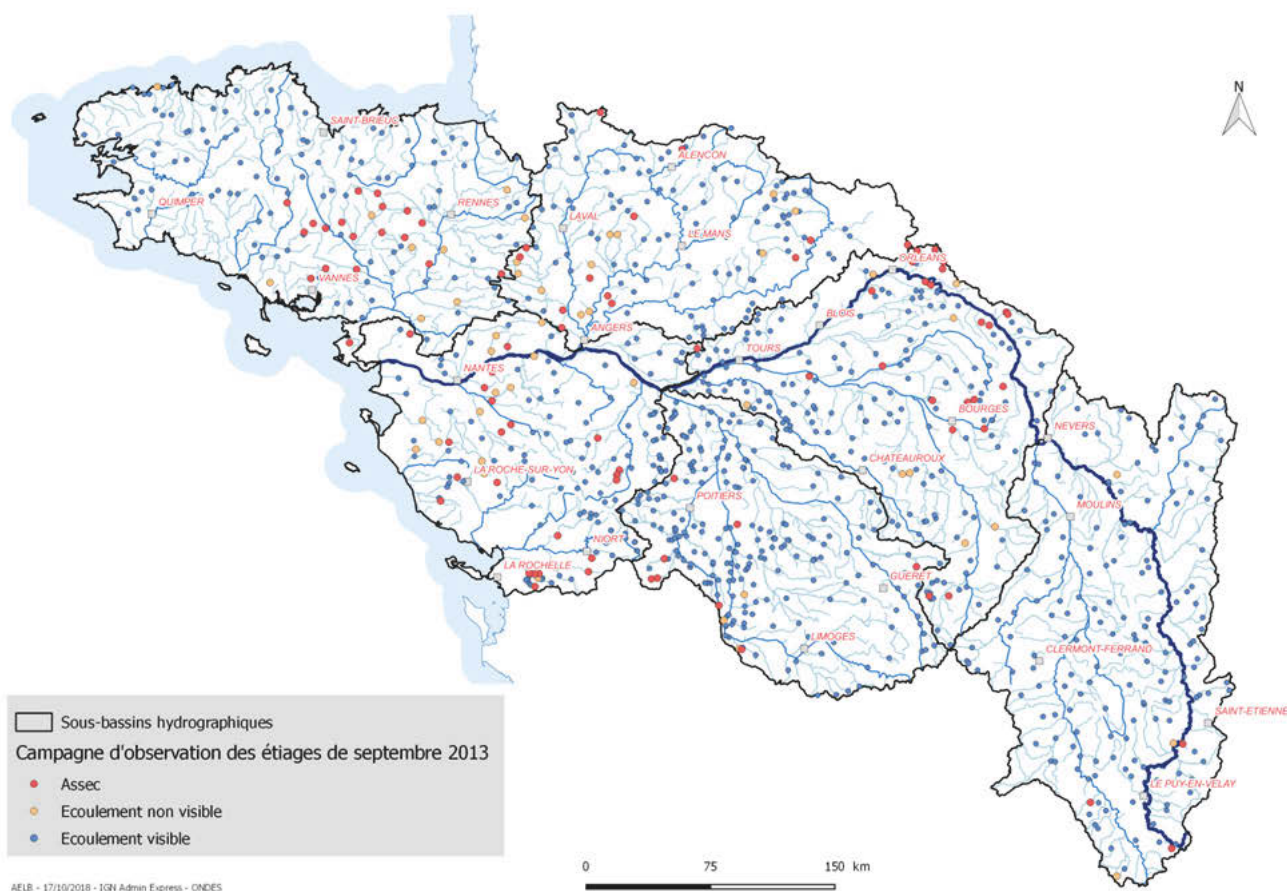 N
SAINT-BRIEUC
ALENCON
QUIMPER
RENNES
LAVAL
LE MANS
ORLEANS
VANNES
BLOIS
ANGERS
TOURS
NANTES
BOURGES
NEVERS
LA ROCHE-SUR-YON
CHATEAUROUX
POITIERS
MOULINS
NIORT
LA ROCHELLE
GUERET
LIMOGES
CLERMONT-FERRAND
SAINT-ETIENNE
LE PUY-EN-VELAY
Sous-bassins hydrographiques
Campagne d'observation des étiages de septembre 2013
Assec
Ecoulement non visible
Ecoulement visible
0 75 150 km
AELB - 17/10/2018 - IGN Admin Express - ONDES